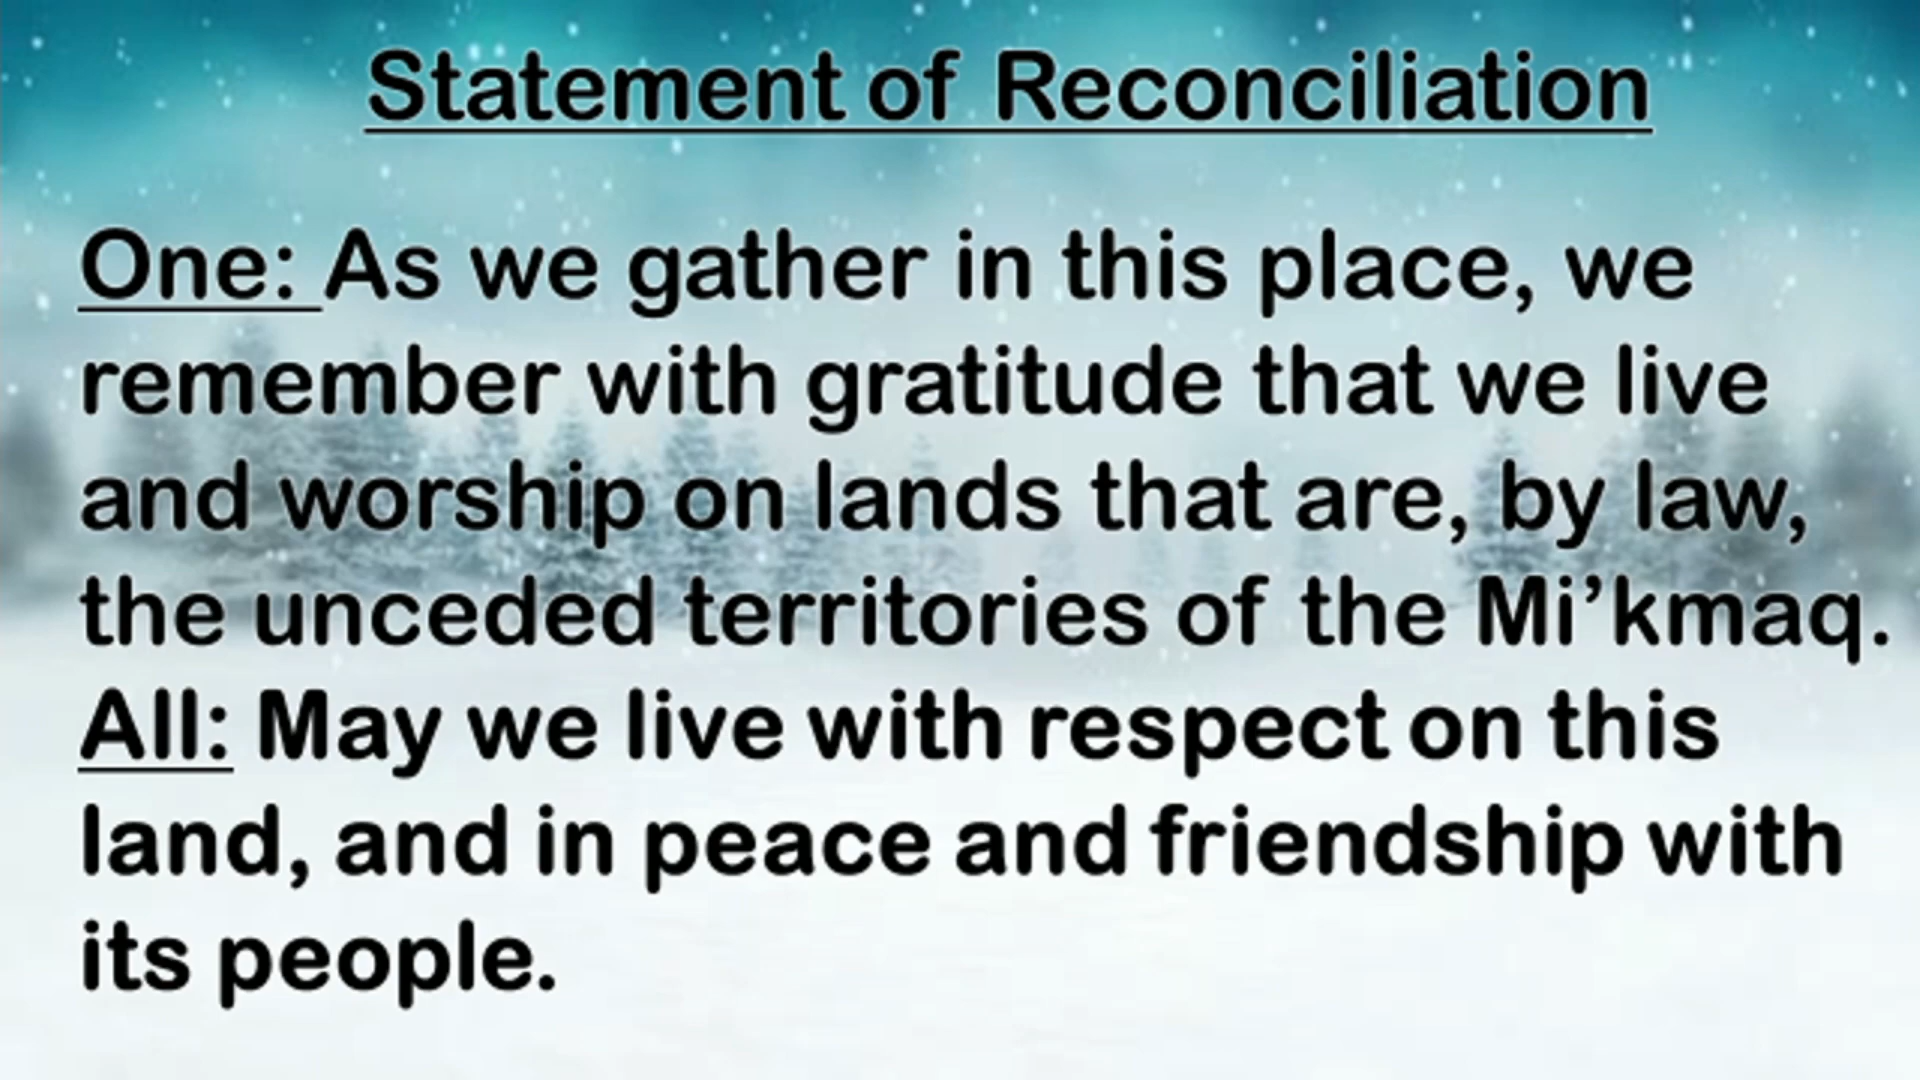 Statement of Reconciliation
One: As we gather in this place, we
remember with gratitude that we live
and worship on lands that are, by law,
the unceded territories of the Mi’kmaq.
All: May we live with respect on this
land, and in peace and friendship with
its people.